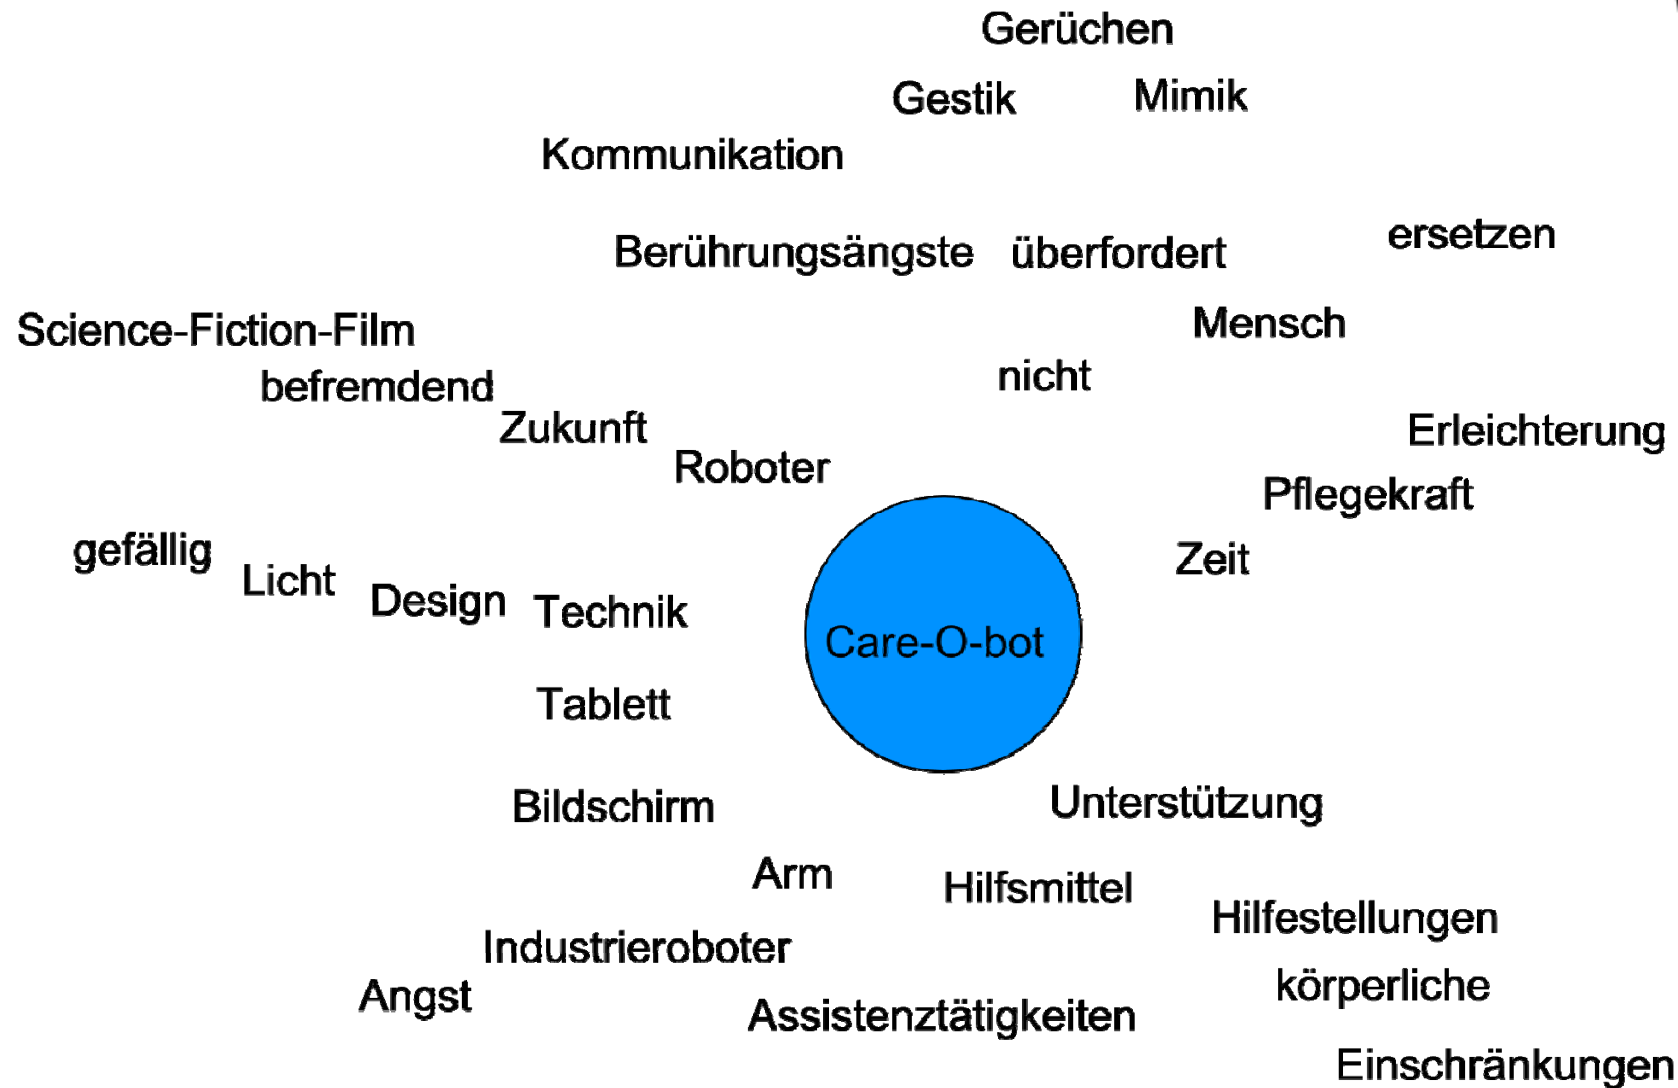 Gerüchen
Gestik Mimik
Kommunikation
Berührungsängste überfordert ersetzen
Science-Fiction-Film Mensch
befremdend nicht
Zukunft Erleichterung
Roboter Pflegekraft
gefällig Zeit
Licht Design Technik
Care-O-bot
Tablett
Bildschirm Unterstützung
Arm Hilfsmittel
Hilfestellungen
Industrieroboter
Angst körperliche
Assistenztätigkeiten
Einschränkungen